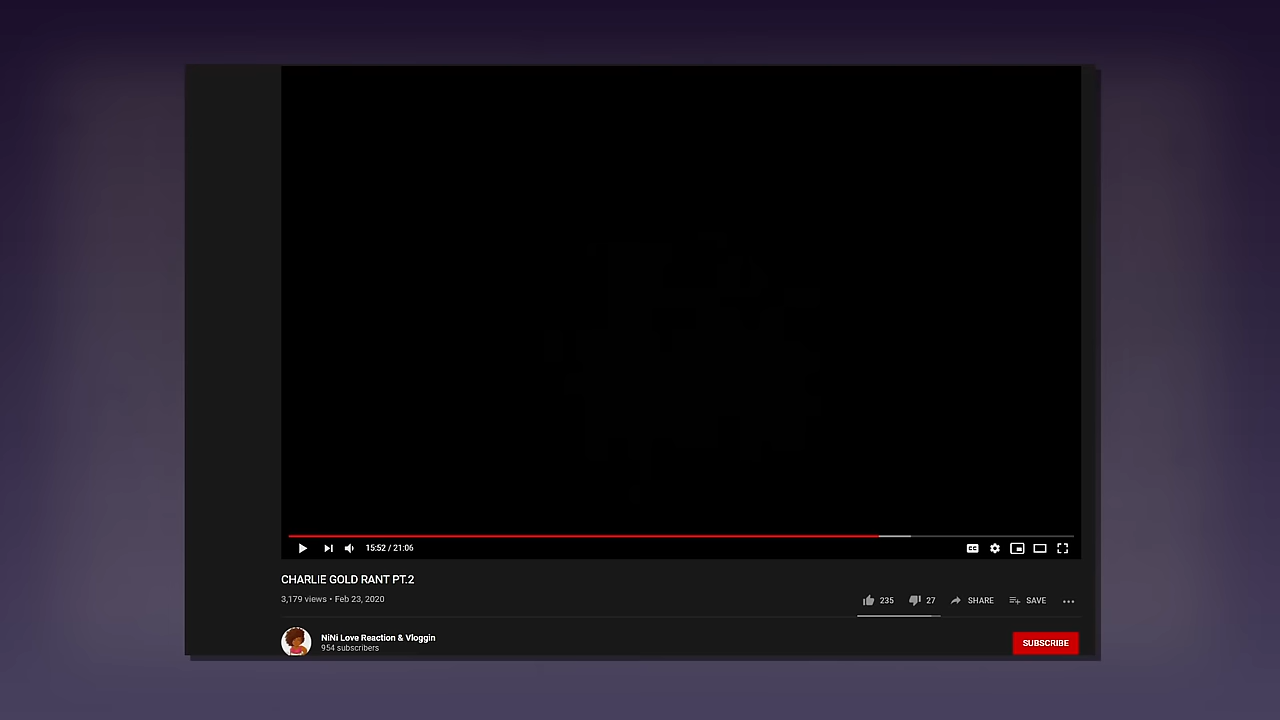 15:52 / 21:06
CC
CHARLIE GOLD RANT PT.2
3,179 views • Feb 23, 2020
235 27 SHARE SAVE
NiNi Love Reaction & Vloggin
954 subscribers
SUBSCRIBE